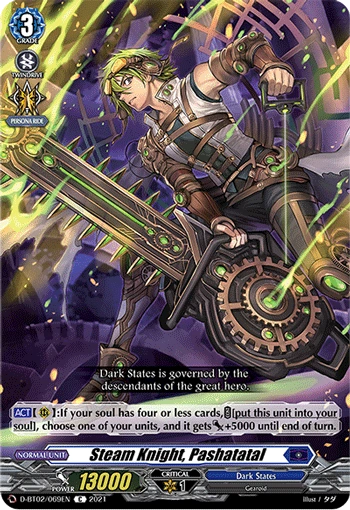 3
GRADE
TWINDRIVE
PERSONA RIDE
Dark States is governed by the
descendants of the great hero.
ACT[ ]:If your soul has four or less cards, [put this unit into your
soul], choose one of your units, and it gets +5000 until end of turn.
NORMAL UNIT
Steam Knight, Pashatatal
POWER 13000
CRITICAL
1
Dark States
Gearoid
D-BT02/069EN C 2021
Illust / タダ